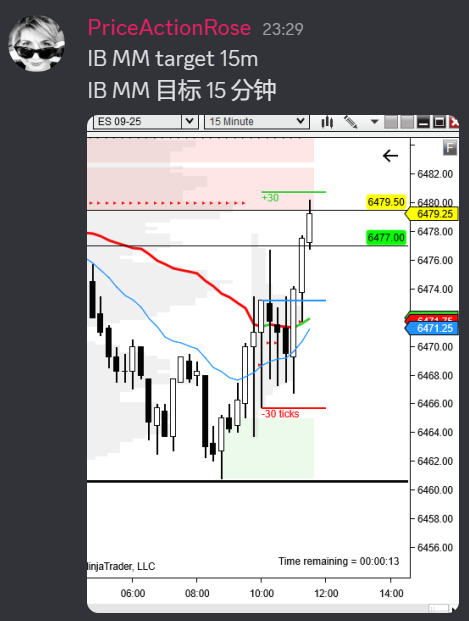 PriceActionRose 23:29
IB MM target 15m
IB MM 目标 15 分钟
ES 09-25 15 Minute
F
6482.00
+30
6479.50
6480.00
6479.25
6478.00
6477.00
6476.00
6474.00
6472.00
6471.75
6471.25
6470.00
6468.00
6466.00
-30 ticks
6464.00
6462.00
6460.00
6458.00
6456.00
Time remaining = 00:00:13
injaTrader, LLC
06:00 08:00 10:00 12:00 14:00